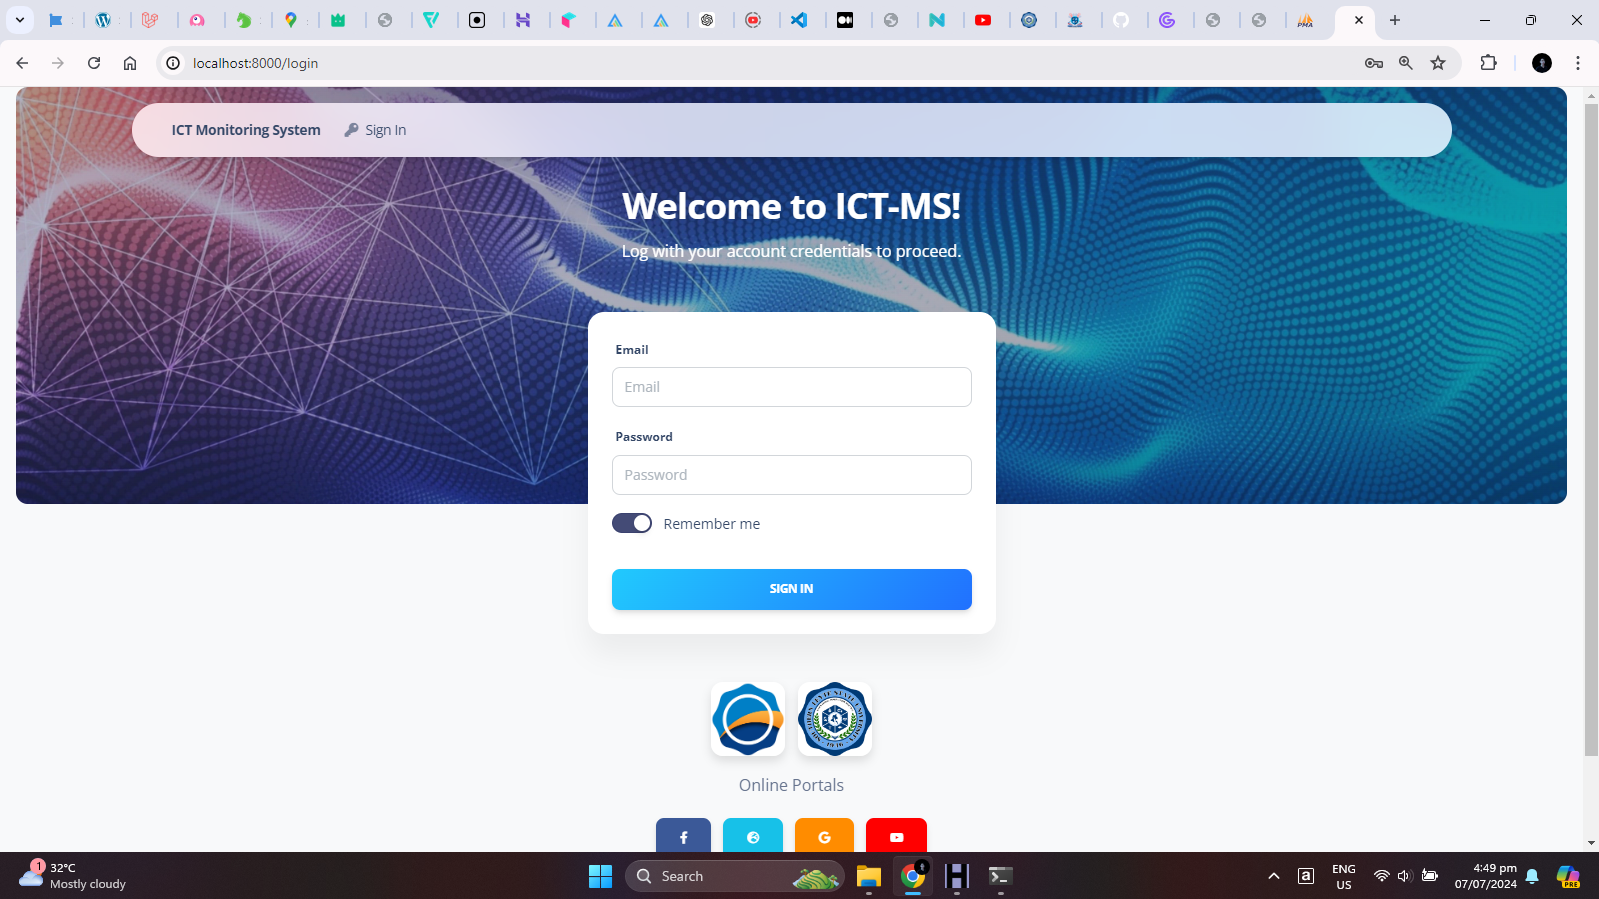 localhost:8000/login
ICT Monitoring System
Sign In
Welcome to ICT-MS!
Log with your account credentials to proceed.
Email
Email
Password
Password
Remember me
SIGN IN
Online Portals
1
32°C
Mostly cloudy
Search
ENG
US
4:49 pm
07/07/2024
PRE